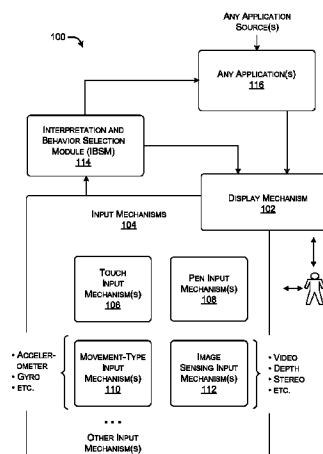 100
ANY APPLICATION
SOURCE(S)
ANY APPLICATION(S)
116
INTERPRETATION AND
BEHAVIOR SELECTION
MODULE (IBSM)
114
DISPLAY MECHANISM
102
INPUT MECHANISMS
104
TOUCH
INPUT
MECHANISM(S)
106
PEN INPUT
MECHANISM(S)
108
• ACCELER-
OMETER
• GYRO
• ETC.
MOVEMENT-TYPE
INPUT
MECHANISM(S)
110
IMAGE
SENSING INPUT
MECHANISM(S)
112
• VIDEO
• DEPTH
• STEREO
• ETC.
•••
OTHER INPUT
MECHANISM(S)